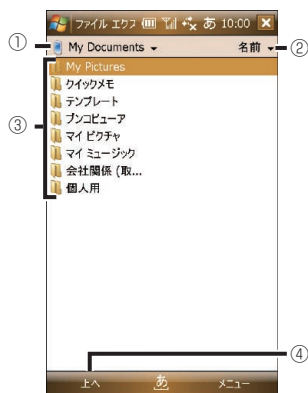 ファイル エクス あ 10:00
① My Documents 名前 ②
③
My Pictures
クイックメモ
テンプレート
ブンコビューア
マイ ピクチャ
マイ ミュージック
会社関係 (取...
個人用
④
上へ あ メニュー